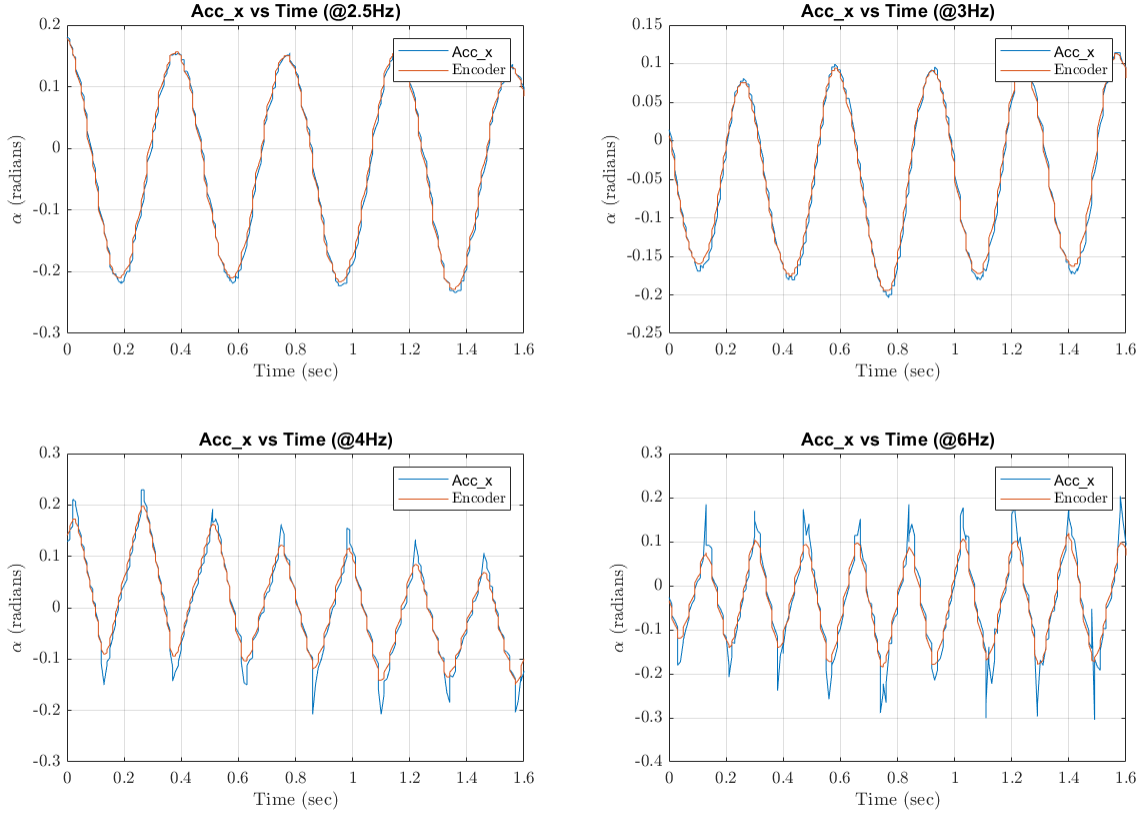 Acc_x vs Time (@2.5Hz)
0.2
0.1
0
-0.1
-0.2
-0.3
α (radians)
0 0.2 0.4 0.6 0.8 1 1.2 1.4 1.6
Time (sec)
Acc_x
Encoder
Acc_x vs Time (@3Hz)
0.15
0.1
0.05
0
-0.05
-0.1
-0.15
-0.2
-0.25
α (radians)
0 0.2 0.4 0.6 0.8 1 1.2 1.4 1.6
Time (sec)
Acc_x
Encoder
Acc_x vs Time (@4Hz)
0.3
0.2
0.1
0
-0.1
-0.2
-0.3
α (radians)
0 0.2 0.4 0.6 0.8 1 1.2 1.4 1.6
Time (sec)
Acc_x
Encoder
Acc_x vs Time (@6Hz)
0.3
0.2
0.1
0
-0.1
-0.2
-0.3
-0.4
α (radians)
0 0.2 0.4 0.6 0.8 1 1.2 1.4 1.6
Time (sec)
Acc_x
Encoder